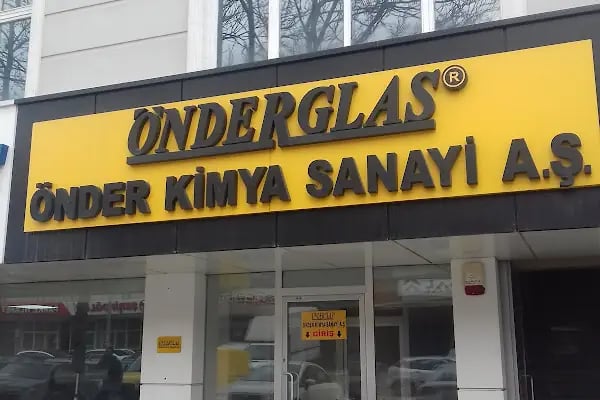 ÖNDERGLAS®
ÖNDER KİMYA SANAYİ A.Ş.
GİRİŞ